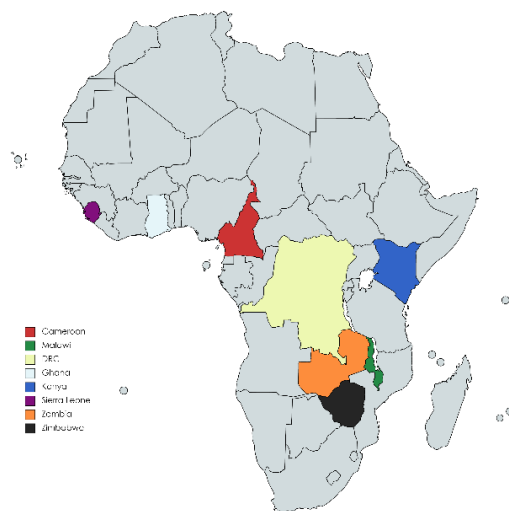 Cameroon
Malawi
DRC
Ghana
Kenya
Sierra Leone
Zambia
Zimbabwe